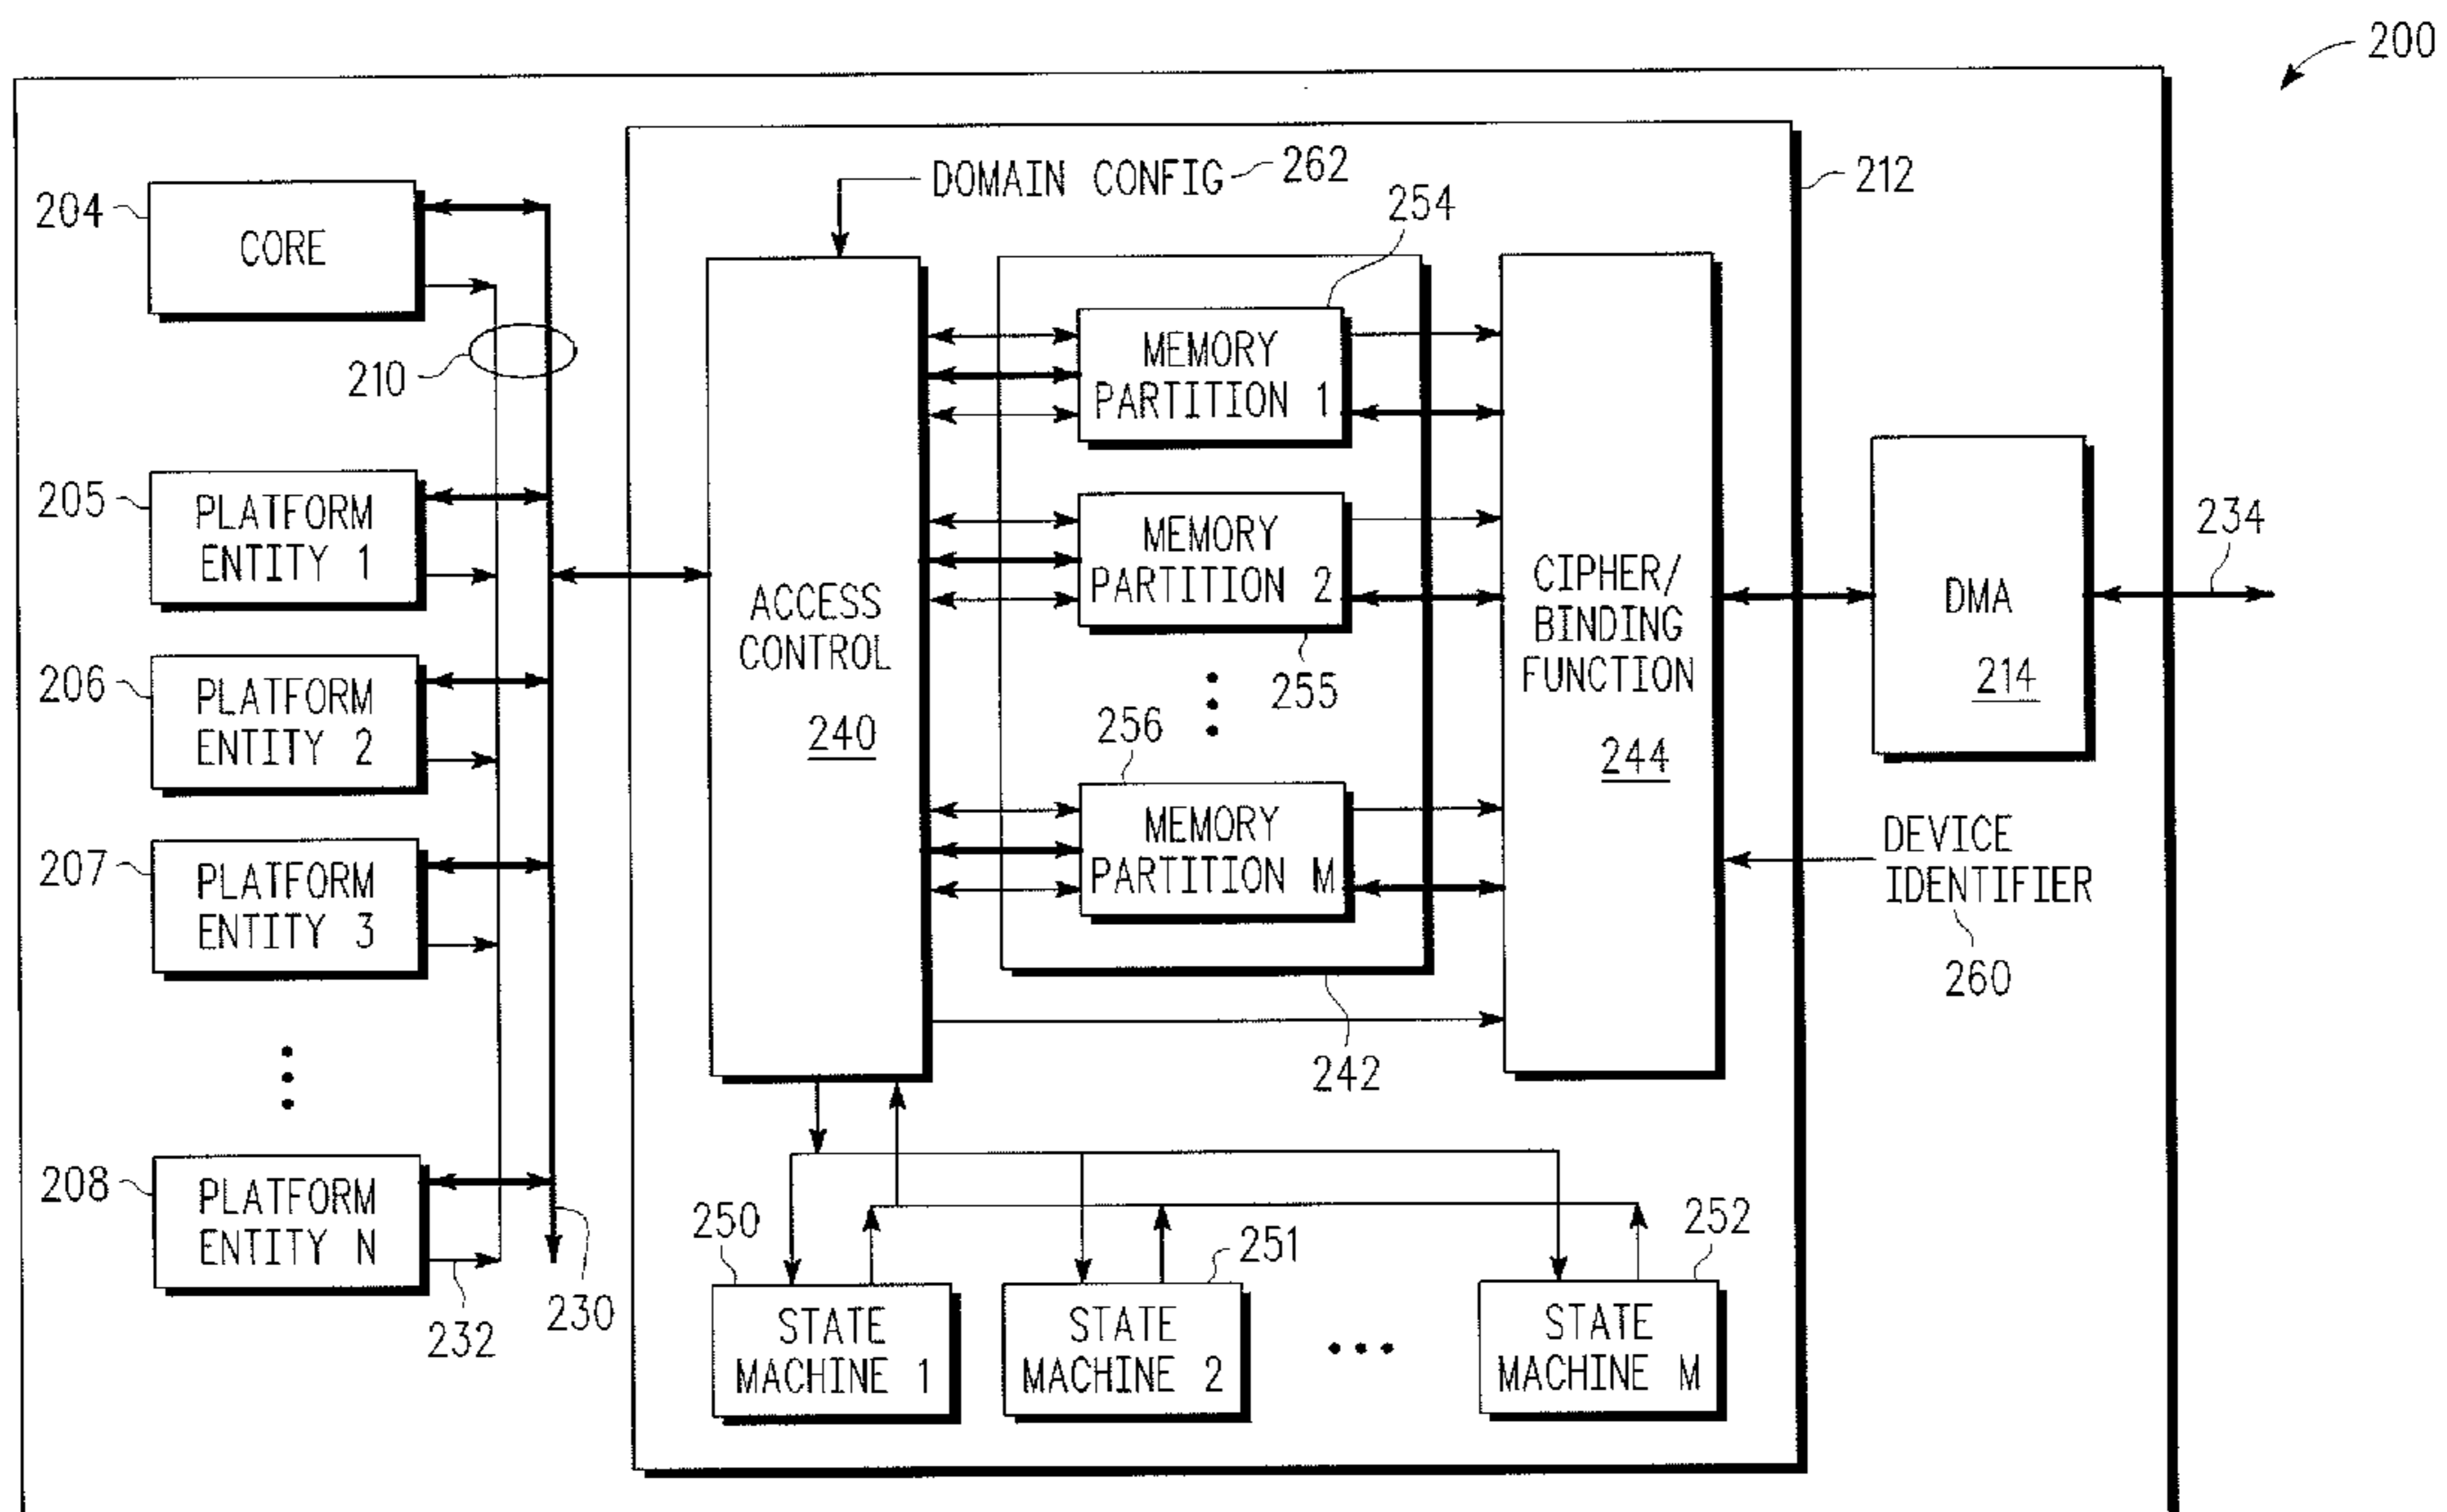 200
DOMAIN CONFIG 262
212
204
CORE
254
210
MEMORY
PARTITION 1
205
PLATFORM
ENTITY 1
MEMORY
PARTITION 2
255
234
ACCESS
CONTROL
240
CIPHER/
BINDING
FUNCTION
244
DMA
214
206
PLATFORM
ENTITY 2
256
MEMORY
PARTITION M
207
PLATFORM
ENTITY 3
DEVICE
IDENTIFIER
260
242
208
PLATFORM
ENTITY N
232
230
250
STATE
MACHINE 1
251
STATE
MACHINE 2
252
STATE
MACHINE M